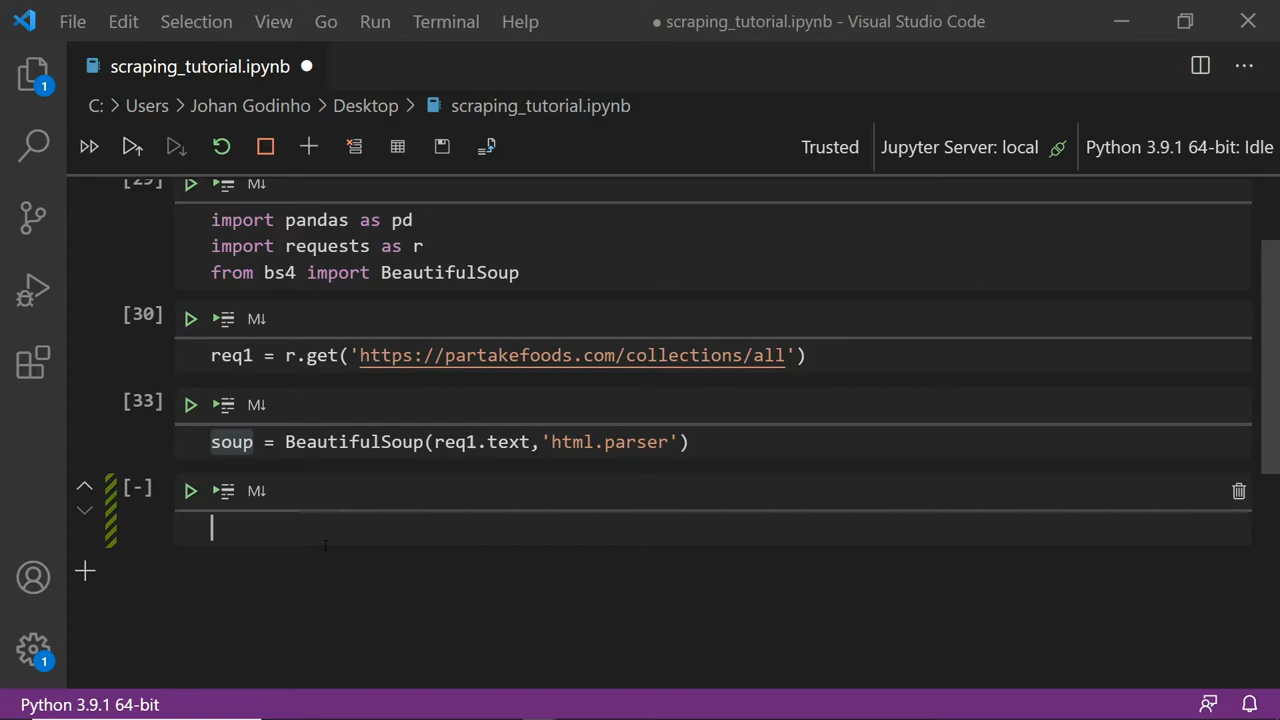 File Edit Selection View Go Run Terminal Help ● scraping_tutorial.ipynb - Visual Studio Code
scraping_tutorial.ipynb ●
C: > Users > Johan Godinho > Desktop > scraping_tutorial.ipynb
Trusted Jupyter Server: local Python 3.9.1 64-bit: Idle
[29] M↓
import pandas as pd
import requests as r
from bs4 import BeautifulSoup
[30] M↓
req1 = r.get('https://partakefoods.com/collections/all')
[33] M↓
soup = BeautifulSoup(req1.text,'html.parser')
[-] M↓
1
1
Python 3.9.1 64-bit